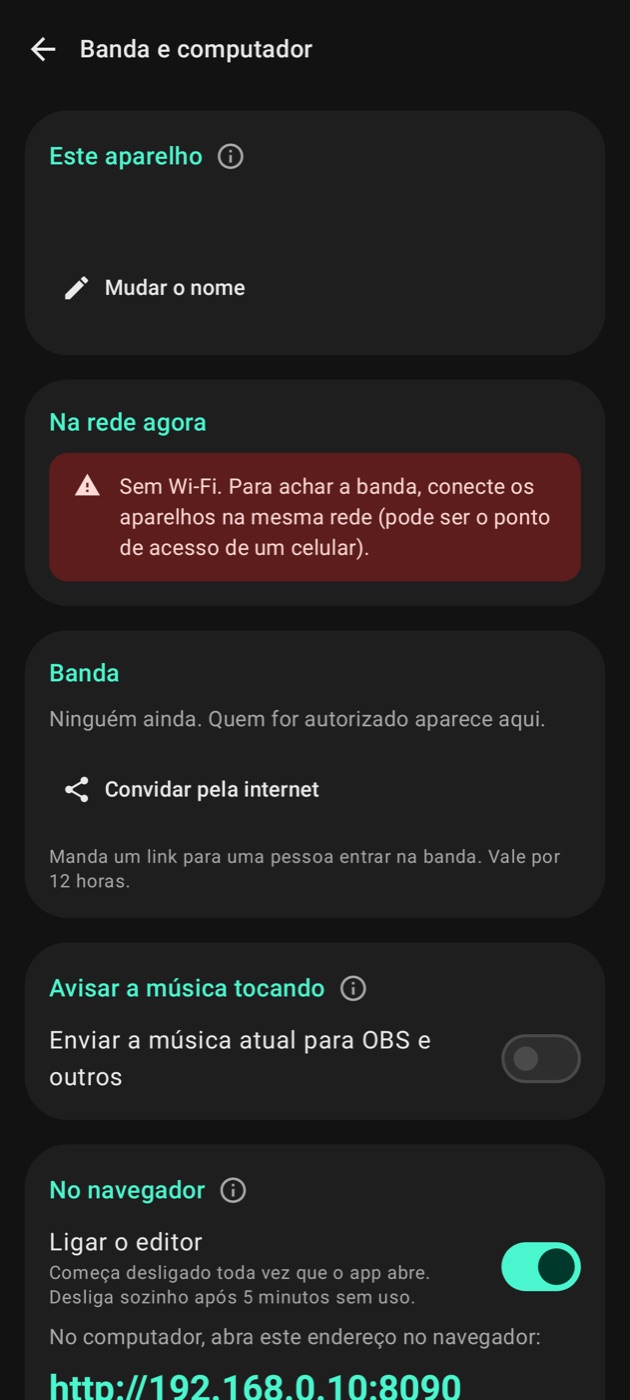 Banda e computador
Este aparelho
Mudar o nome
Na rede agora
Sem Wi-Fi. Para achar a banda, conecte os
aparelhos na mesma rede (pode ser o ponto
de acesso de um celular).
Banda
Ninguém ainda. Quem for autorizado aparece aqui.
Convidar pela internet
Manda um link para uma pessoa entrar na banda. Vale por
12 horas.
Avisar a música tocando
Enviar a música atual para OBS e
outros
No navegador
Ligar o editor
Começa desligado toda vez que o app abre.
Desliga sozinho após 5 minutos sem uso.
No computador, abra este endereço no navegador:
http://192.168.0.10:8090